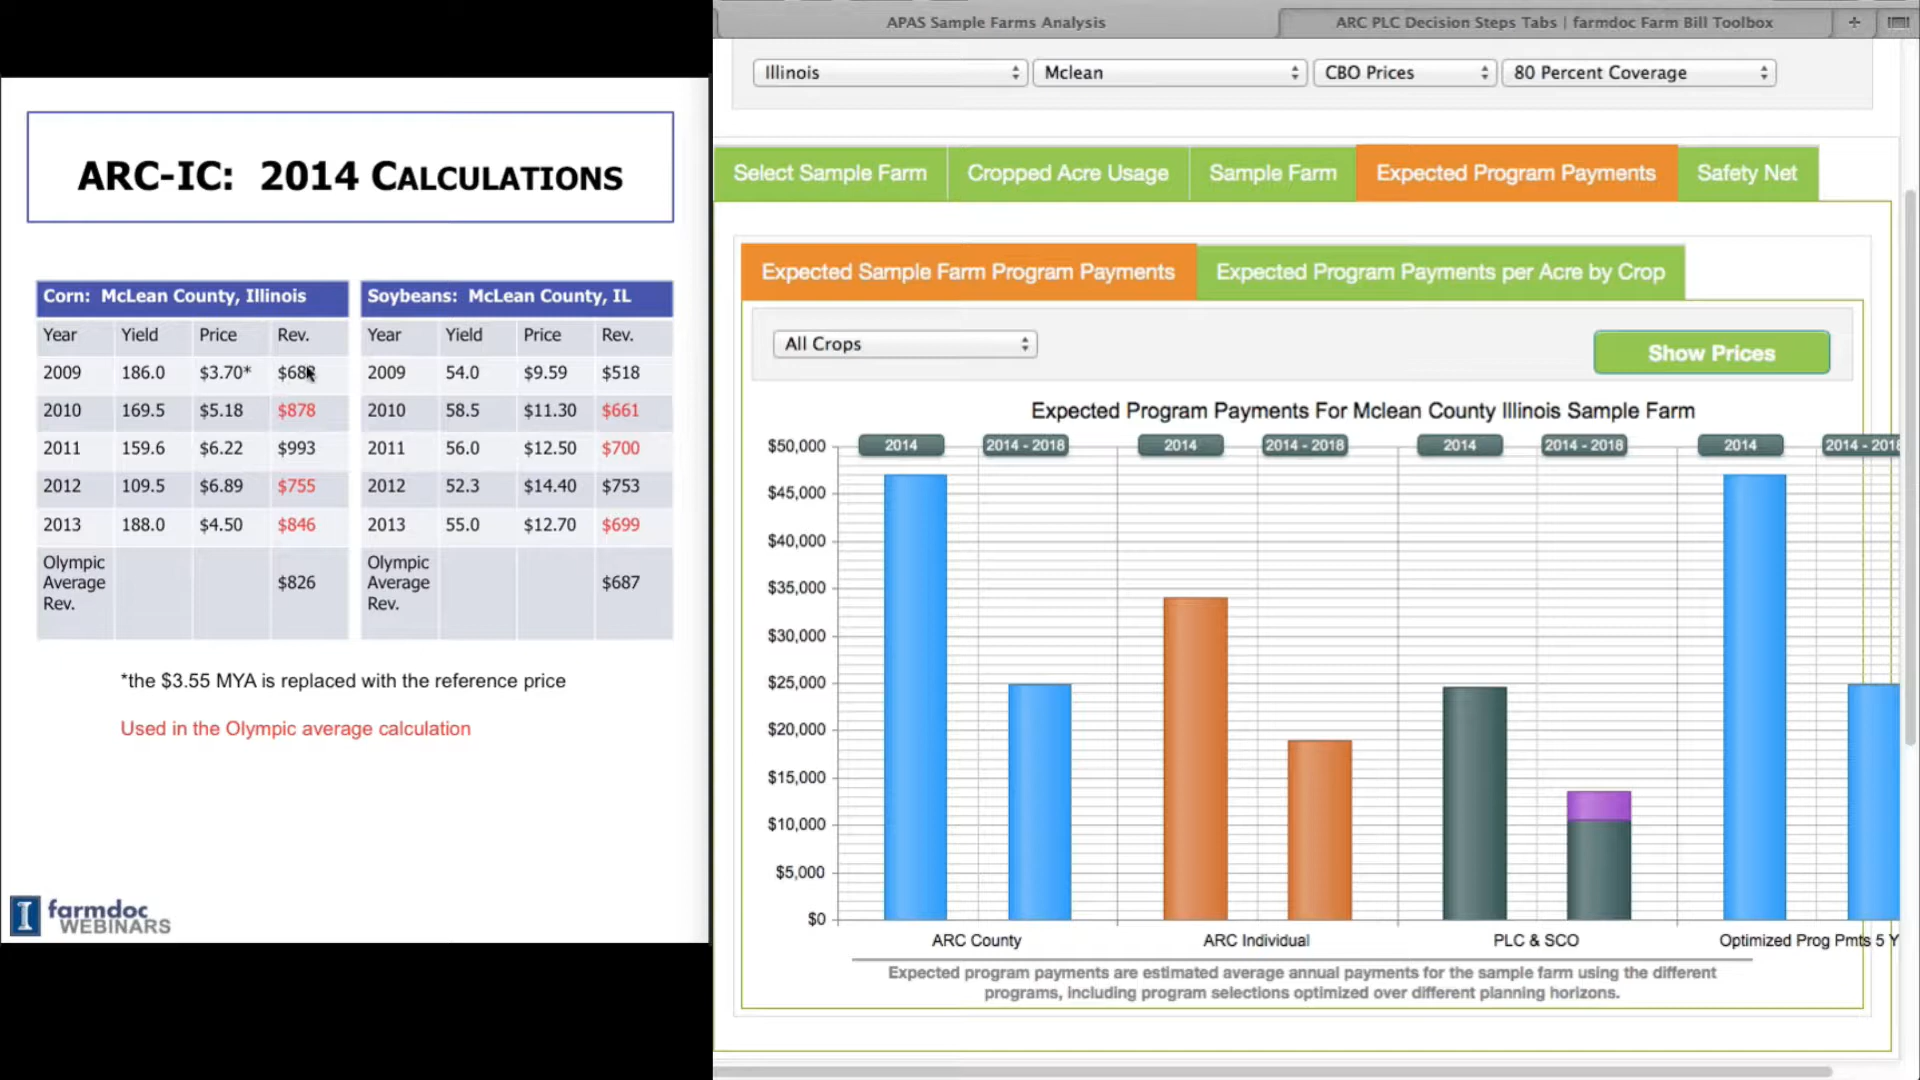 APAS Sample Farms Analysis
ARC PLC Decision Steps Tabs | farmdoc Farm Bill Toolbox
Illinois
Mclean
CBO Prices
80 Percent Coverage
ARC-IC: 2014 CALCULATIONS
Select Sample Farm
Cropped Acre Usage
Sample Farm
Expected Program Payments
Safety Net
Expected Sample Farm Program Payments
Expected Program Payments per Acre by Crop
All Crops
Show Prices
Corn: McLean County, Illinois
Year Yield Price Rev.
2009 186.0 $3.70*
2010 169.5 $5.18 $878
2011 159.6 $6.22 $993
2012 109.5 $6.89 $755
2013 188.0 $4.50 $846
Olympic
Average
Rev.
$826
Soybeans: McLean County, IL
Year Yield Price Rev.
2009 54.0 $9.59 $518
2010 58.5 $11.30 $661
2011 56.0 $12.50 $700
2012 52.3 $14.40 $753
2013 55.0 $12.70 $699
Olympic
Average
Rev.
$687
*the $3.55 MYA is replaced with the reference price
Used in the Olympic average calculation
farmdoc
WEBINARS
Expected Program Payments For Mclean County Illinois Sample Farm
2014 2014 - 2018 2014 2014 - 2018 2014 2014 - 2018 2014
$50,000
$45,000
$40,000
$35,000
$30,000
$25,000
$20,000
$15,000
$10,000
$5,000
$0
ARC County
ARC Individual
PLC & SCO
Optimized Prog Pmts 5 Y
Expected program payments are estimated average annual payments for the sample farm using the different
programs, including program selections optimized over different planning horizons.